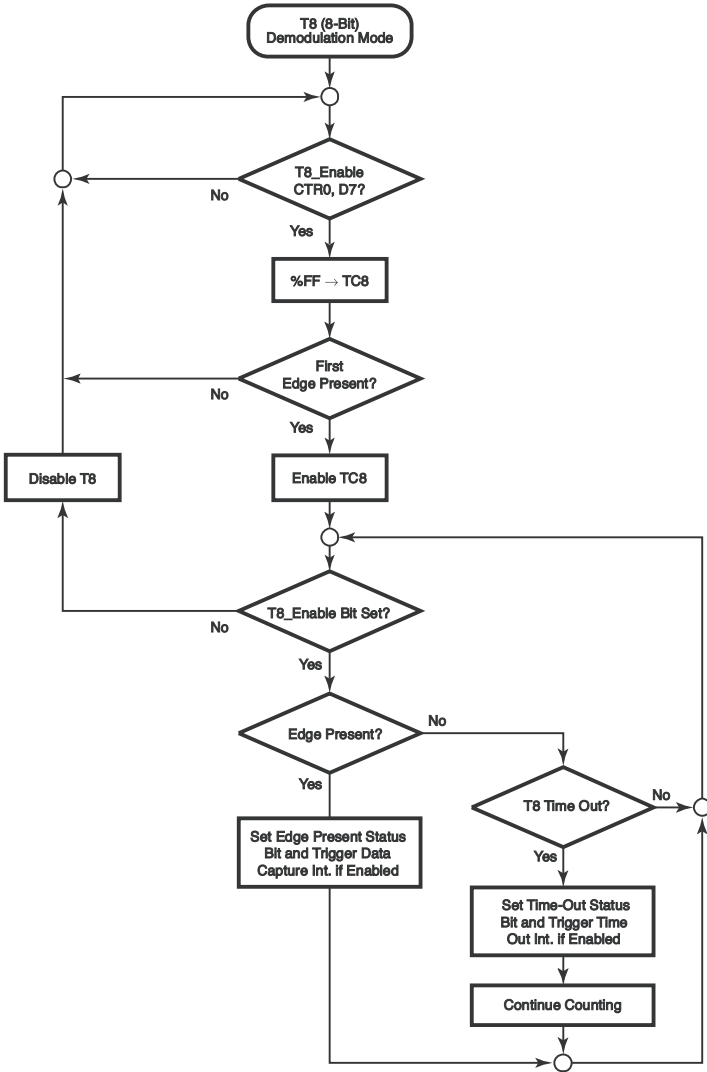 T8 (8-Bit)
Demodulation Mode
T8_Enable
CTR0, D7?
No
Yes
%FF → TC8
First
Edge Present?
No
Yes
Disable T8
Enable TC8
T8_Enable Bit Set?
No
Yes
Edge Present?
No
Yes
T8 Time Out?
No
Yes
Set Edge Present Status
Bit and Trigger Data
Capture Int. if Enabled
Set Time-Out Status
Bit and Trigger Time
Out Int. if Enabled
Continue Counting